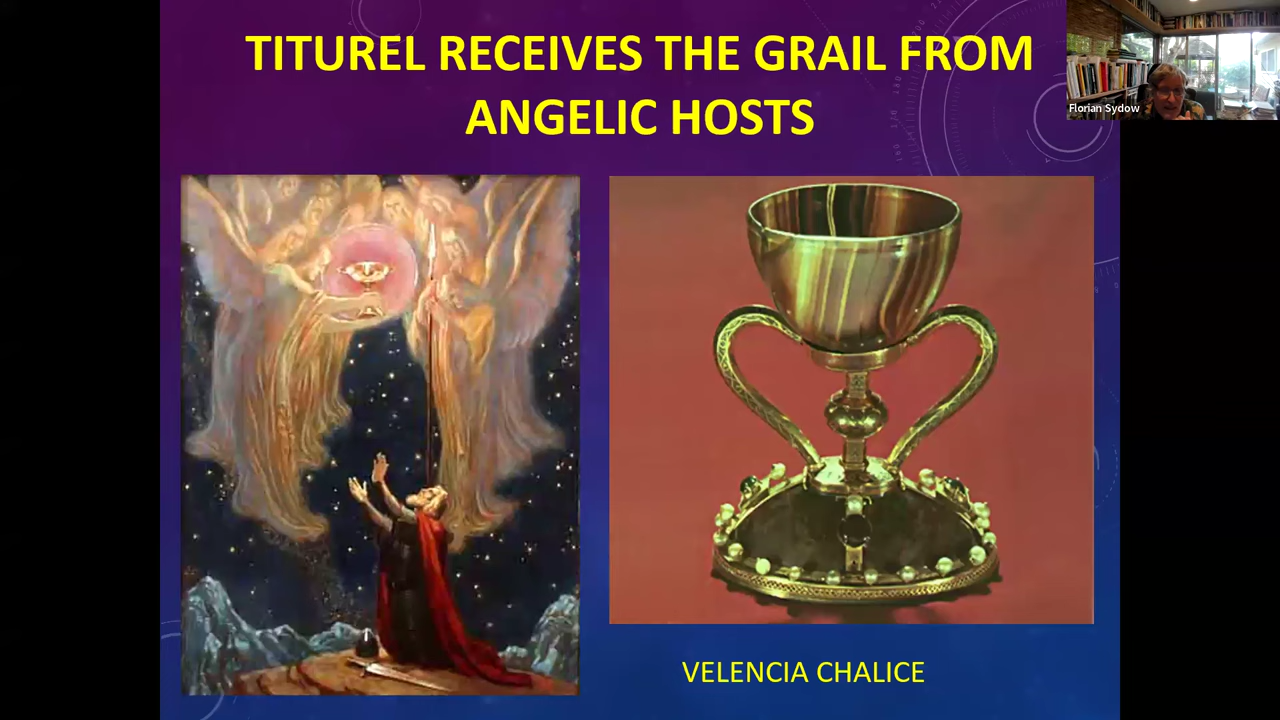 TITUREL RECEIVES THE GRAIL FROM
ANGELIC HOSTS
Florian Sydow
VELENCIA CHALICE